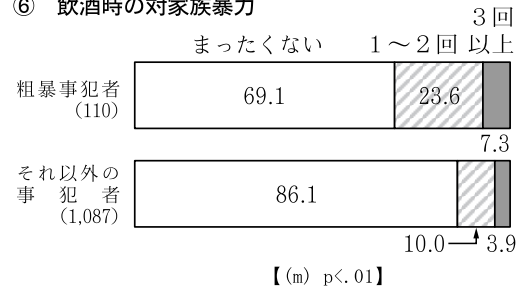 ⑥ 飲酒時の対家族暴力
まったくない 1～2回 3回以上
粗暴事犯者
(110)
69.1 23.6
7.3
それ以外の
事犯者
(1,087)
86.1
10.0 3.9
【(m) p<.01】